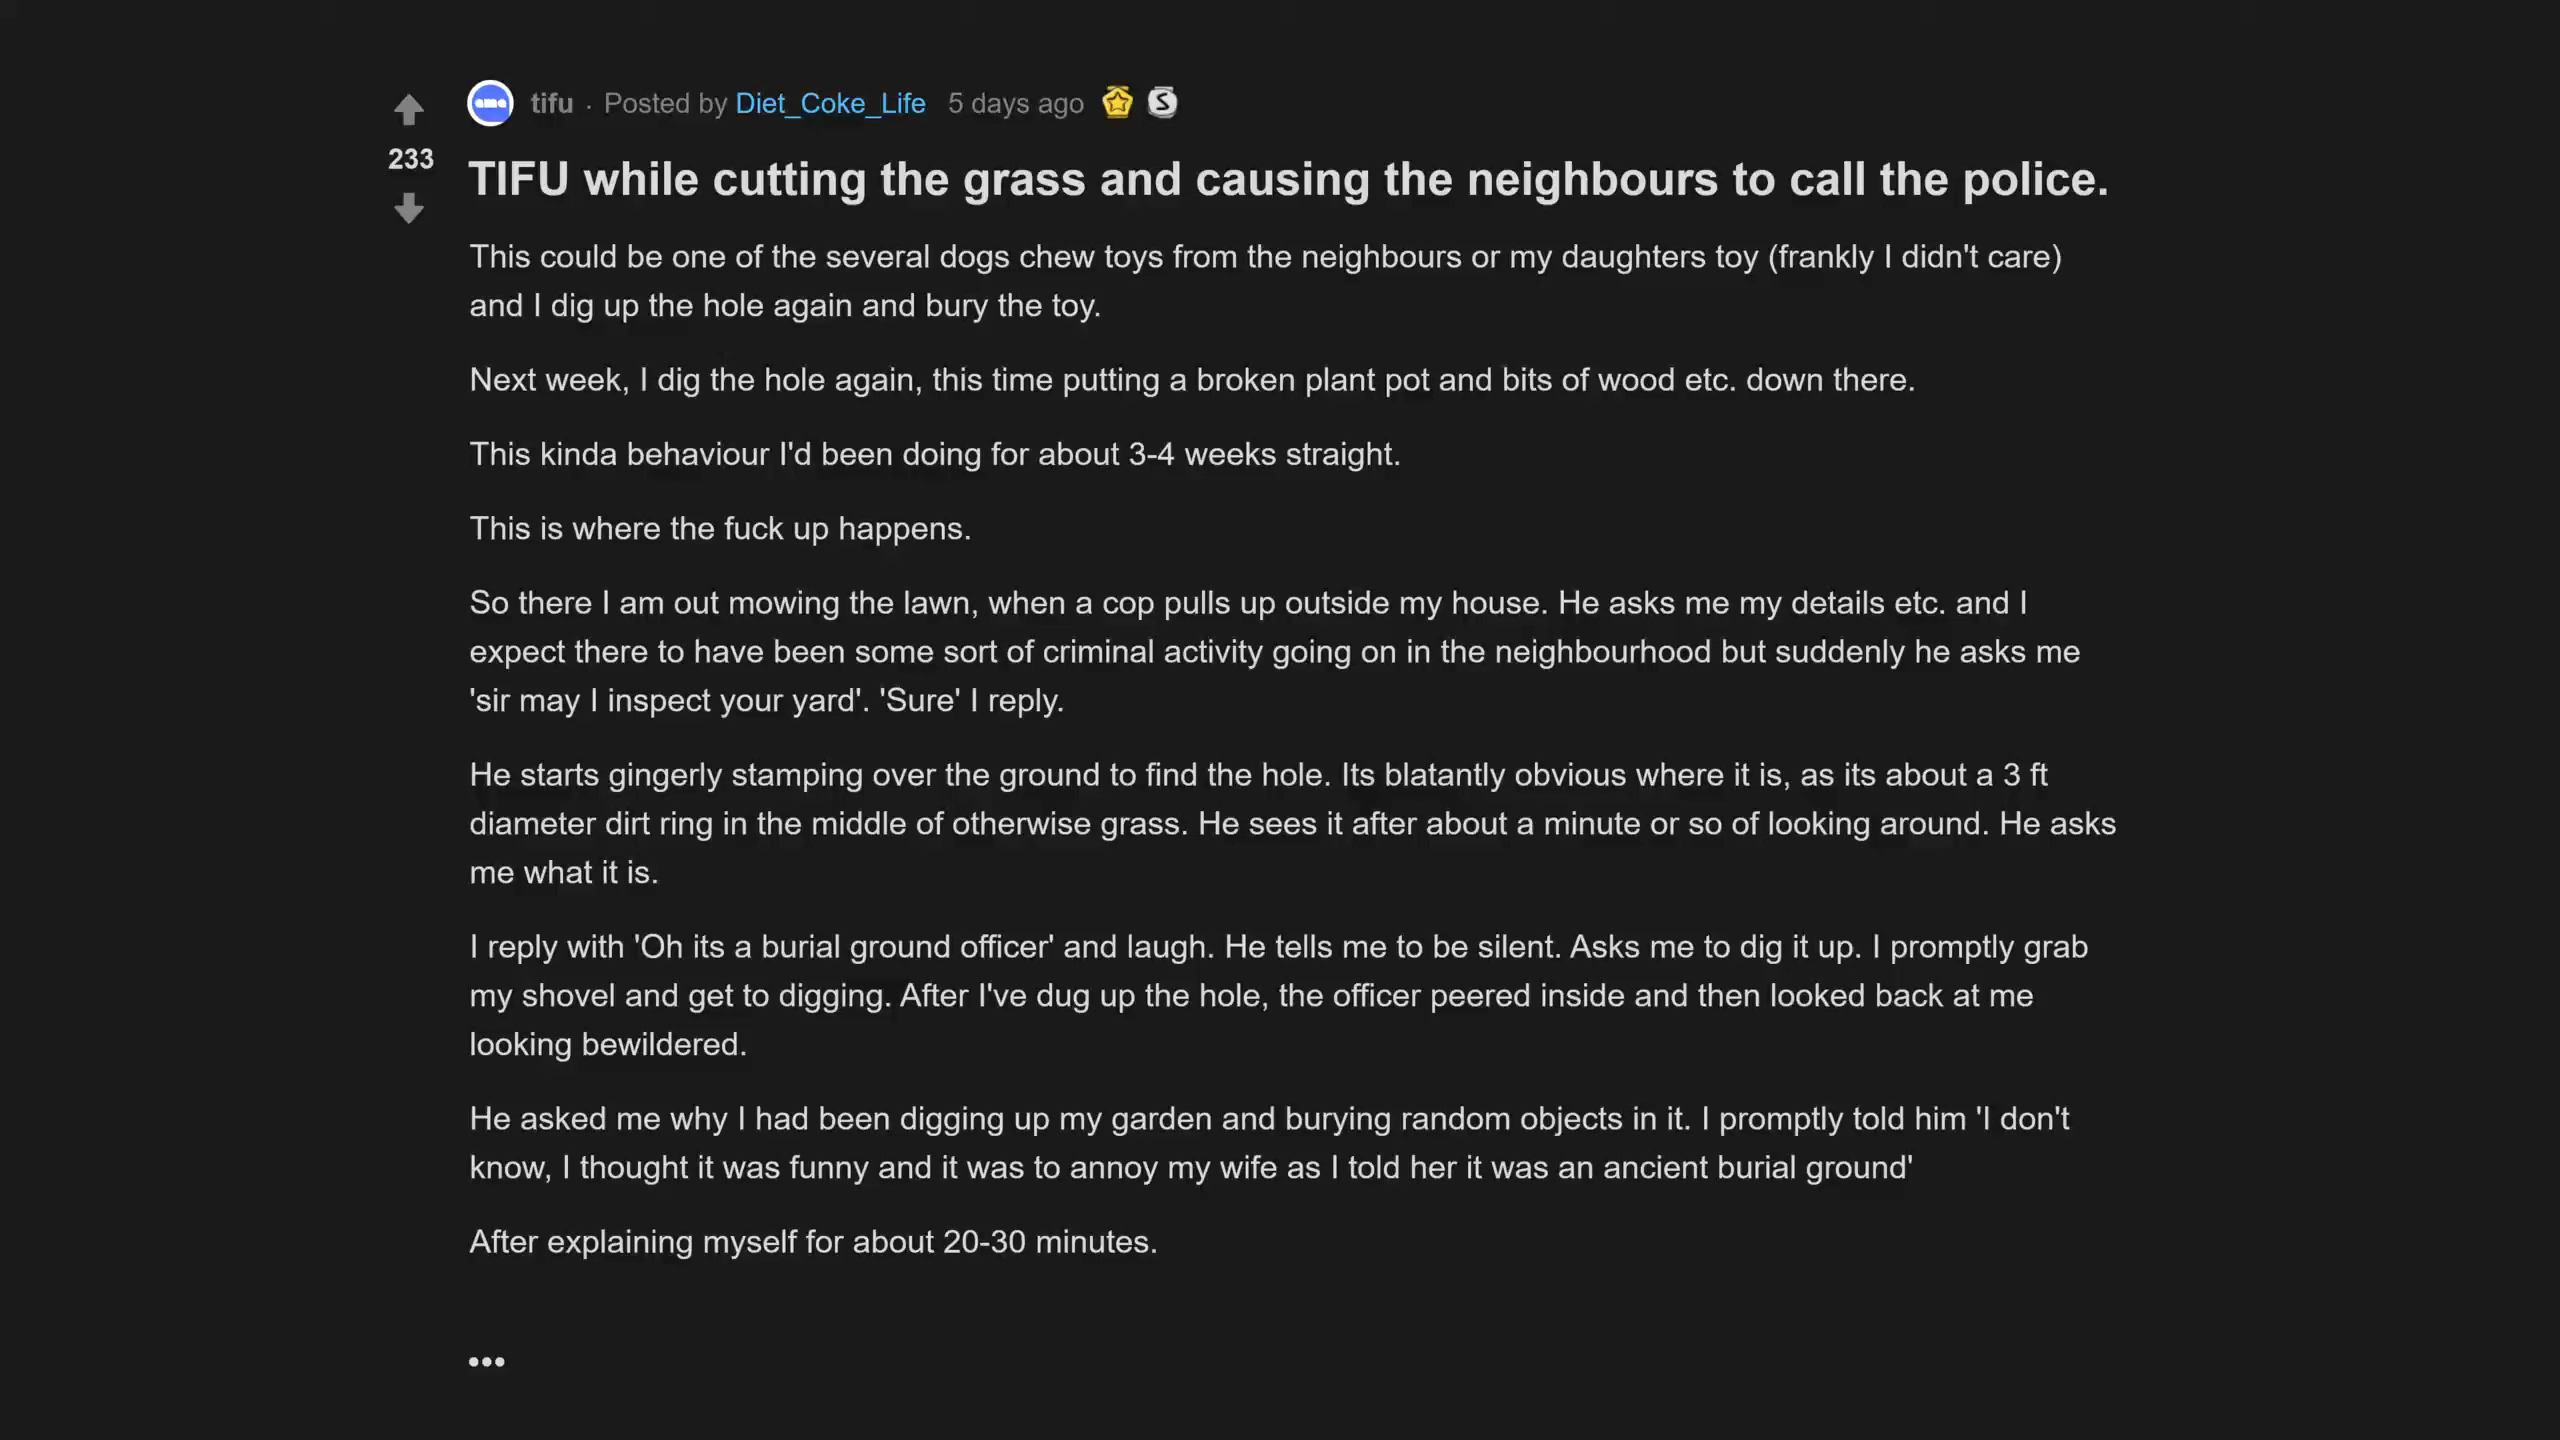 tifu · Posted by Diet_Coke_Life 5 days ago
233
TIFU while cutting the grass and causing the neighbours to call the police.
This could be one of the several dogs chew toys from the neighbours or my daughters toy (frankly I didn't care)
and I dig up the hole again and bury the toy.
Next week, I dig the hole again, this time putting a broken plant pot and bits of wood etc. down there.
This kinda behaviour I'd been doing for about 3-4 weeks straight.
This is where the fuck up happens.
So there I am out mowing the lawn, when a cop pulls up outside my house. He asks me my details etc. and I
expect there to have been some sort of criminal activity going on in the neighbourhood but suddenly he asks me
'sir may I inspect your yard'. 'Sure' I reply.
He starts gingerly stamping over the ground to find the hole. Its blatantly obvious where it is, as its about a 3 ft
diameter dirt ring in the middle of otherwise grass. He sees it after about a minute or so of looking around. He asks
me what it is.
I reply with 'Oh its a burial ground officer' and laugh. He tells me to be silent. Asks me to dig it up. I promptly grab
my shovel and get to digging. After I've dug up the hole, the officer peered inside and then looked back at me
looking bewildered.
He asked me why I had been digging up my garden and burying random objects in it. I promptly told him 'I don't
know, I thought it was funny and it was to annoy my wife as I told her it was an ancient burial ground'
After explaining myself for about 20-30 minutes.